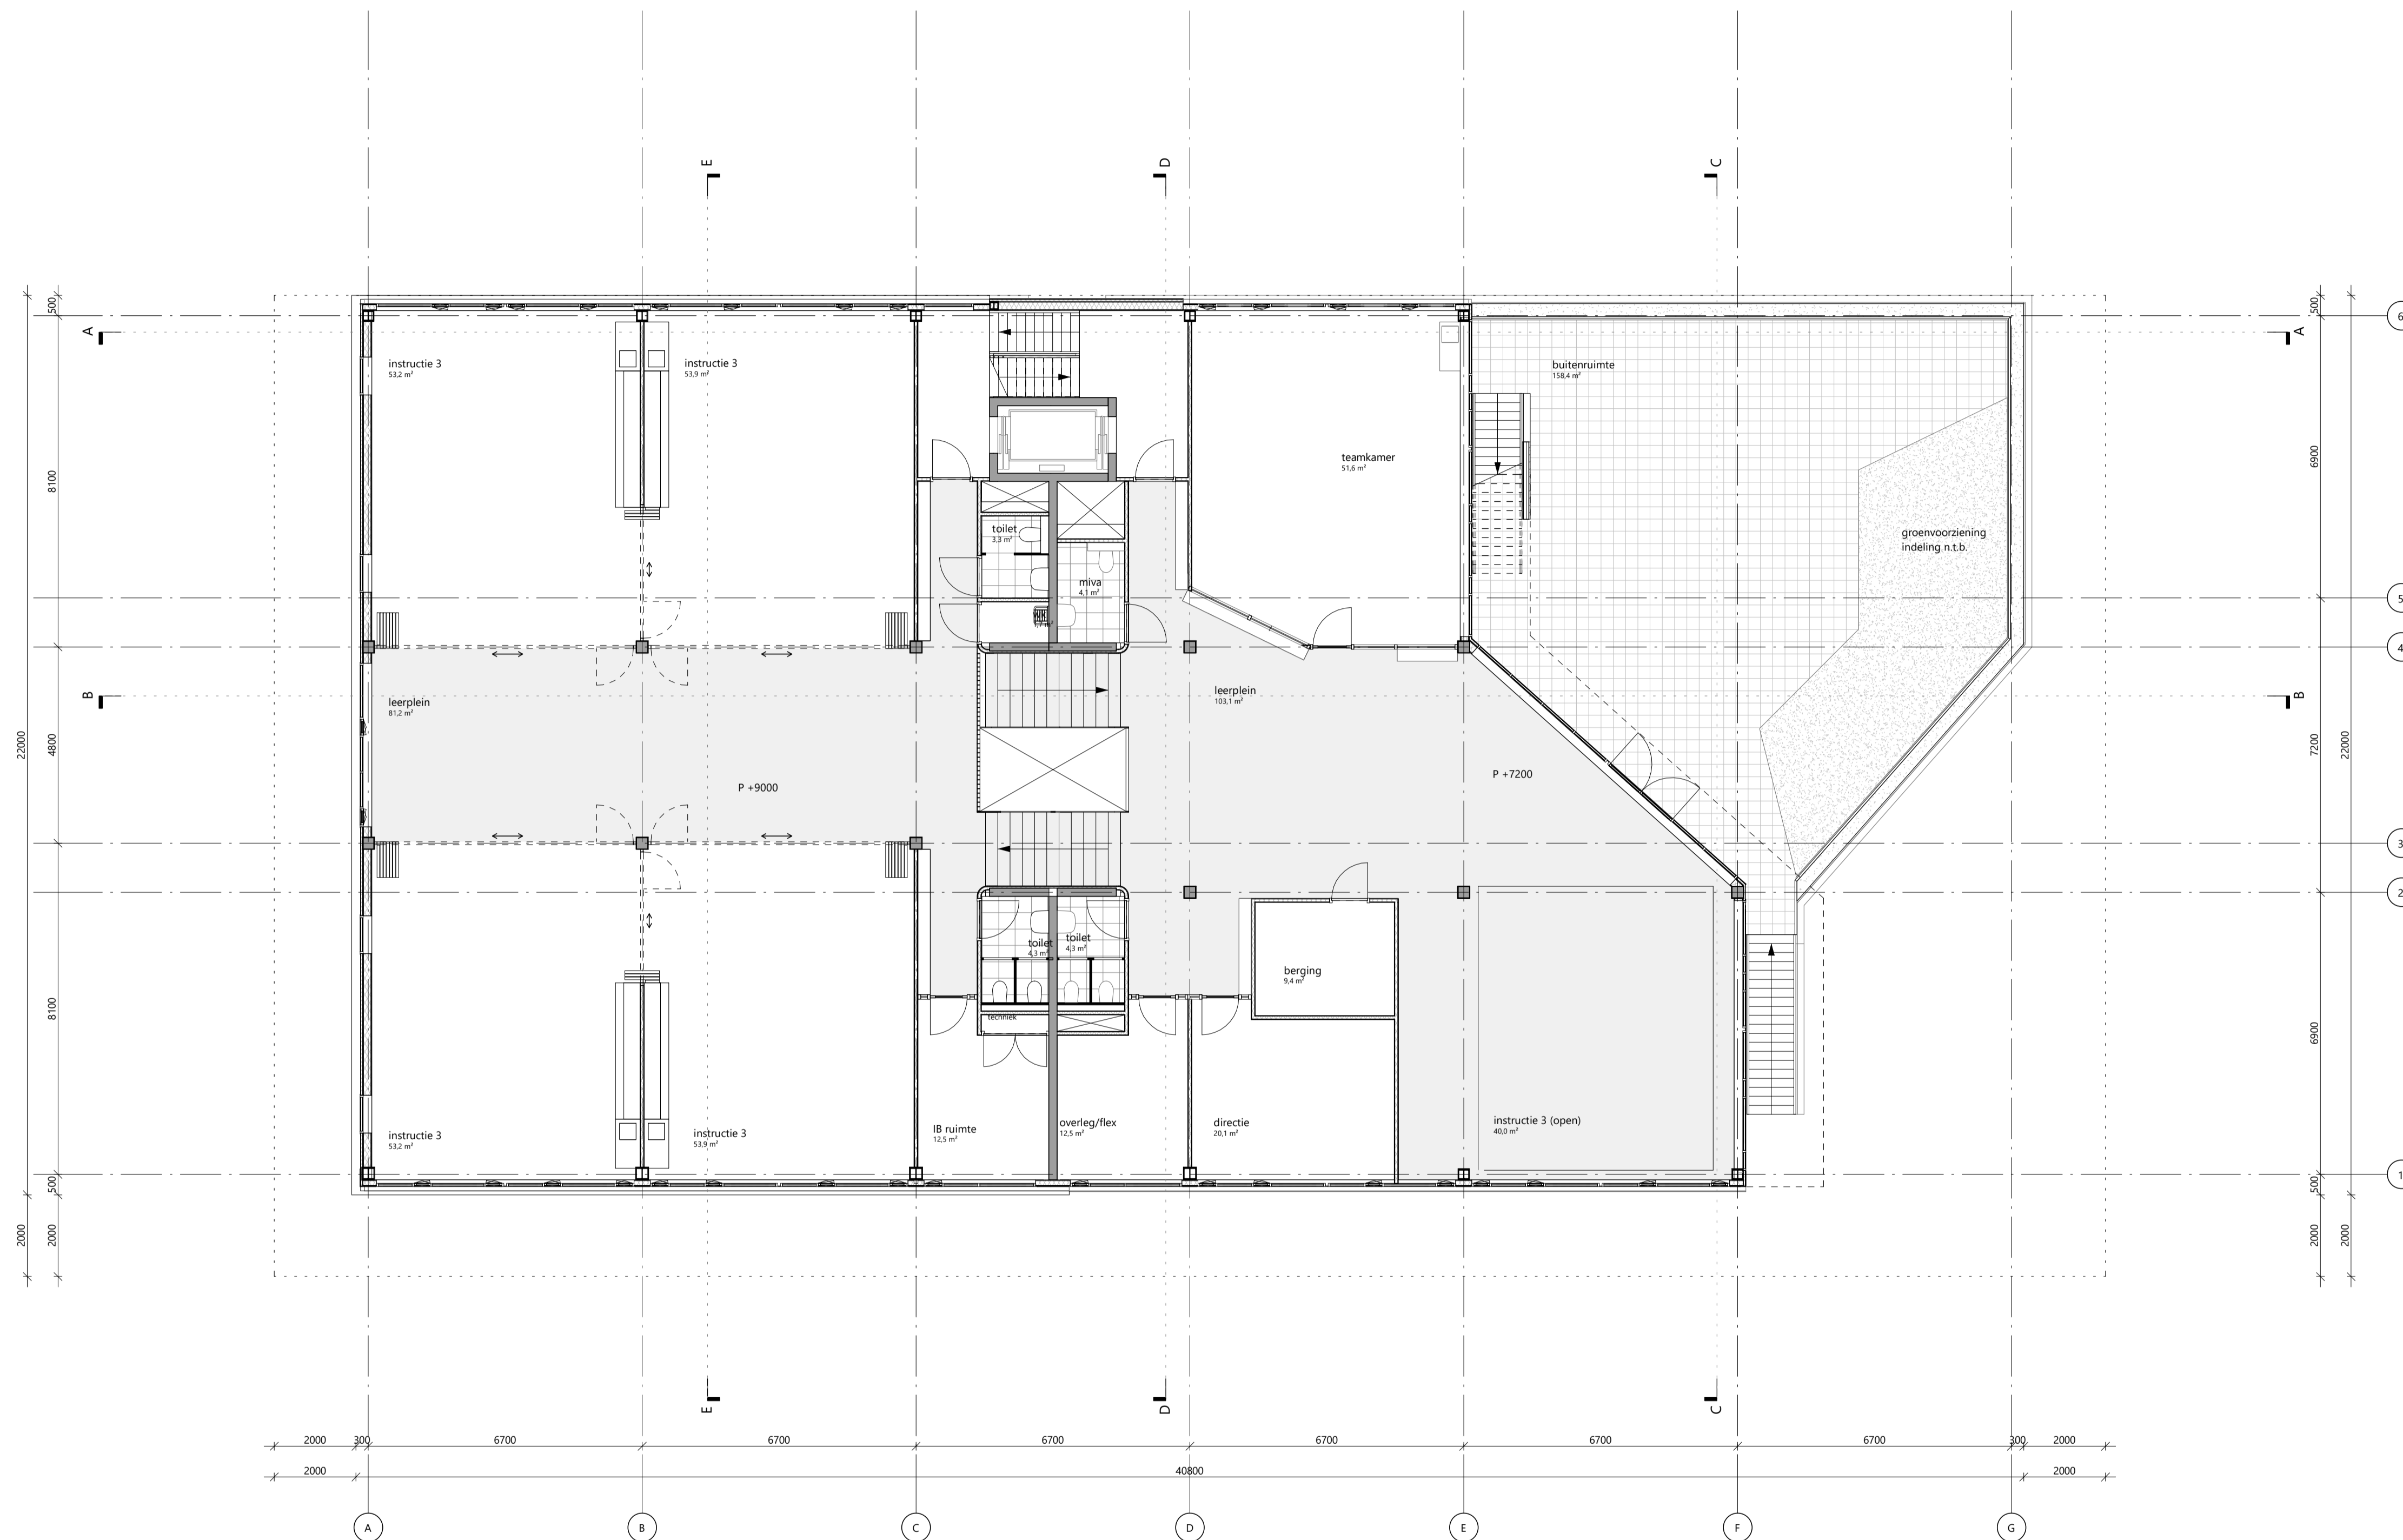 E
D
C
500
500
6
A
A
instructie 3
53,2 m²
instructie 3
53,9 m²
buitenruimte
158,4 m²
teamkamer
51,6 m²
8100
6900
toilet
3,3 m²
groenvoorziening
indeling n.t.b.
miva
4,1 m²
5
4
B
B
leerplein
81,2 m²
leerplein
103,1 m²
22000
4800
7200
22000
P +9000
P +7200
3
2
toilet
4,3 m²
toilet
4,3 m²
berging
9,4 m²
8100
6900
techniek
instructie 3
53,2 m²
instructie 3
53,9 m²
IB ruimte
12,5 m²
overleg/flex
12,5 m²
directie
20,1 m²
instructie 3 (open)
40,0 m²
500
500
1
2000
2000
2000
2000
E
D
C
2000
300
6700
6700
6700
6700
6700
6700
300
2000
2000
40800
2000
A
B
C
D
E
F
G